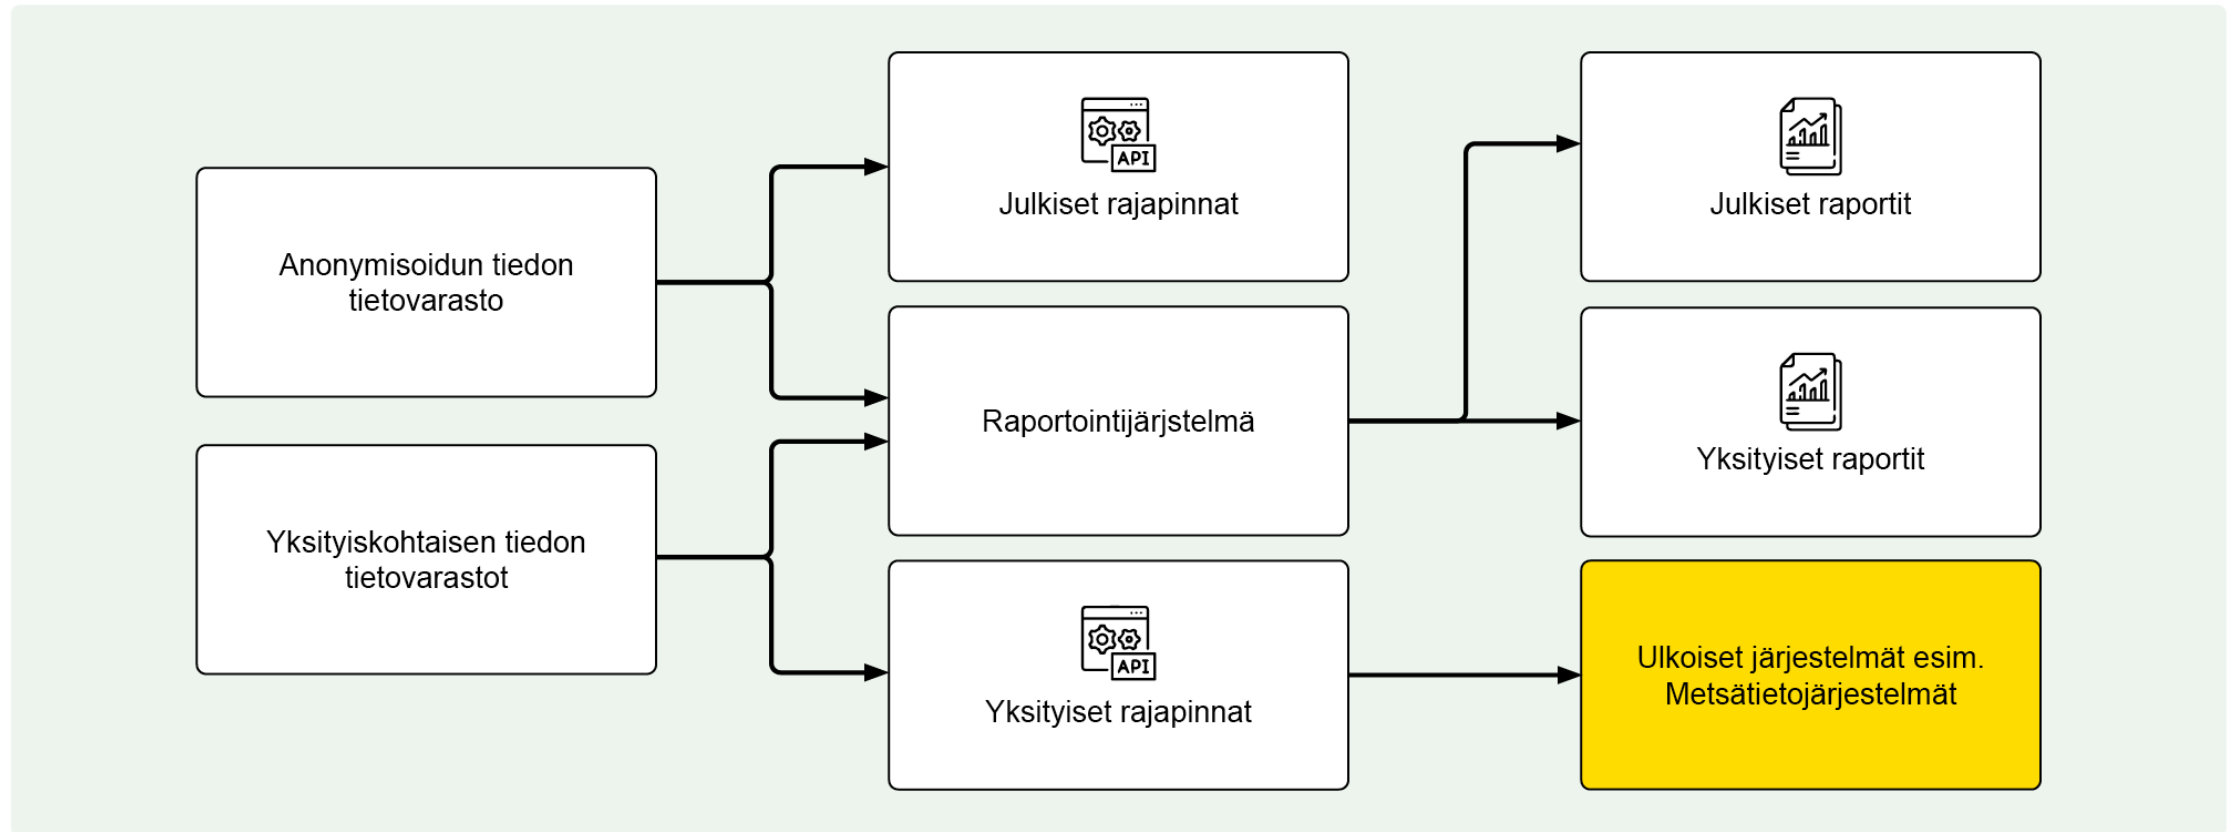 Anonymisoidun tiedon
tietovarasto
Yksityiskohtaisen tiedon
tietovarastot
API
Julkiset rajapinnat
Raportointijärjstelmä
API
Yksityiset rajapinnat
Julkiset raportit
Yksityiset raportit
Ulkoiset järjestelmät esim.
Metsätietojärjestelmät